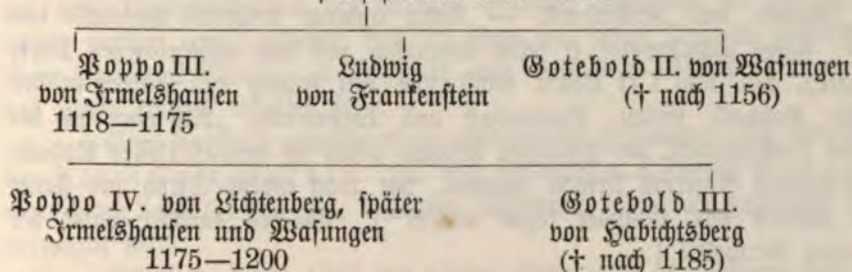 Poppo III.
von Irmelshausen
1118—1175
Ludwig
von Frankenstein
Gotebold II. von Wasungen
(† nach 1156)
Poppo IV. von Lichtenberg, später
Irmelshausen und Wasungen
1175—1200
Gotebold III.
von Habichtsberg
(† nach 1185)